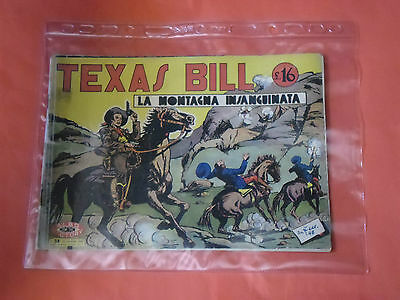 TEXAS BILL
£.16
LA MONTAGNA INSANGUINATA